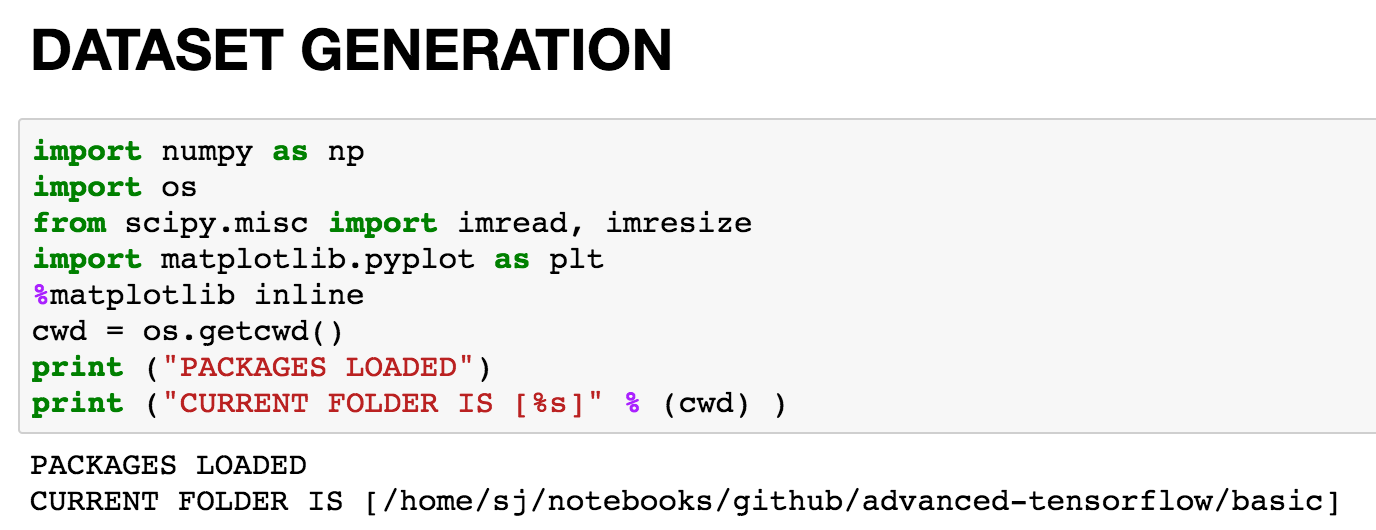 DATASET GENERATION
import numpy as np
import os
from scipy.misc import imread, imresize
import matplotlib.pyplot as plt
%matplotlib inline
cwd = os.getcwd()
print ("PACKAGES LOADED")
print ("CURRENT FOLDER IS [%s]" % (cwd) )
PACKAGES LOADED
CURRENT FOLDER IS [/home/sj/notebooks/github/advanced-tensorflow/basic]